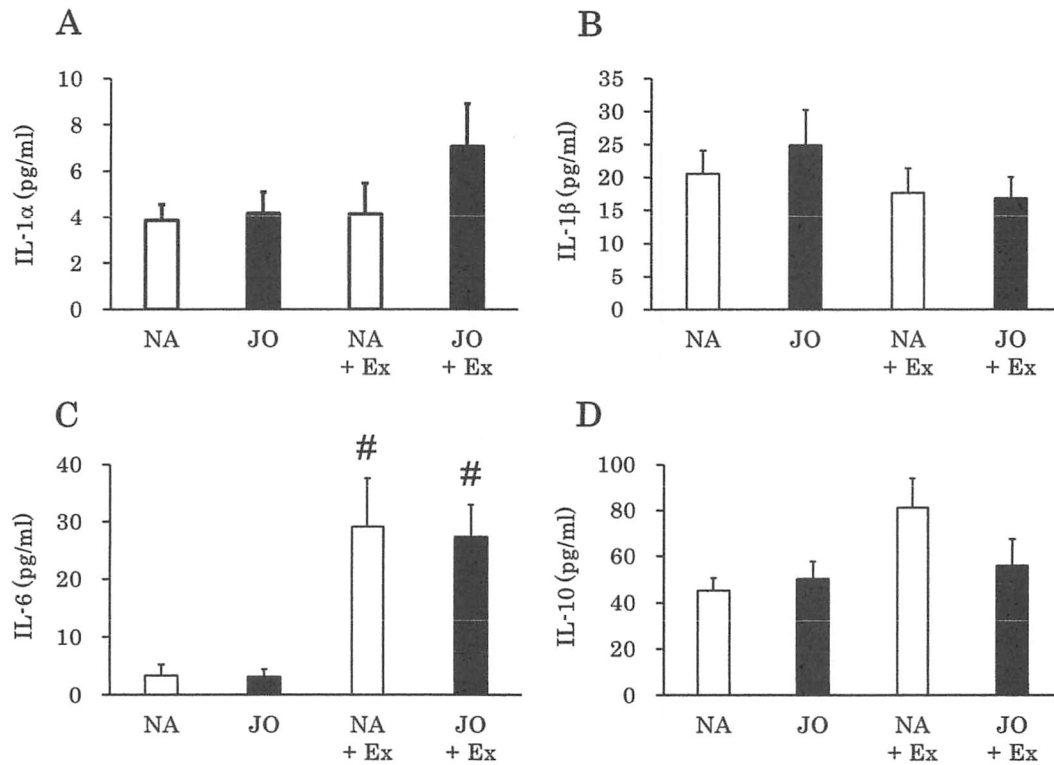 A
IL-1α (pg/ml)
10
8
6
4
2
0
NA
JO
NA
+ Ex
JO
+ Ex
B
IL-1β (pg/ml)
35
30
25
20
15
10
5
0
NA
JO
NA
+ Ex
JO
+ Ex
C
IL-6 (pg/ml)
40
30
20
10
0
#
#
NA
JO
NA
+ Ex
JO
+ Ex
D
IL-10 (pg/ml)
100
80
60
40
20
0
NA
JO
NA
+ Ex
JO
+ Ex